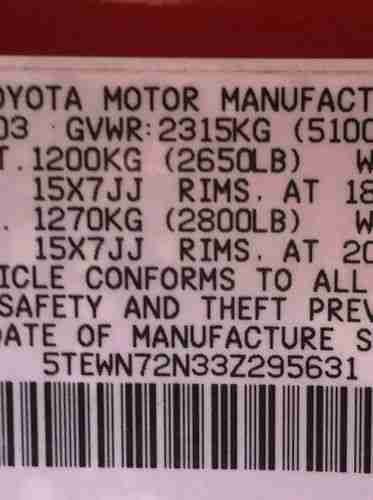 OYOTA MOTOR MANUFACT
03 GVWR:2315KG (5100
T.1200KG (2650LB) W
15X7JJ RIMS, AT 18
. 1270KG (2800LB) W
15X7JJ RIMS, AT 20
ICLE CONFORMS TO ALL
SAFETY AND THEFT PREV
DATE OF MANUFACTURE S
5TEWN72N33Z295631